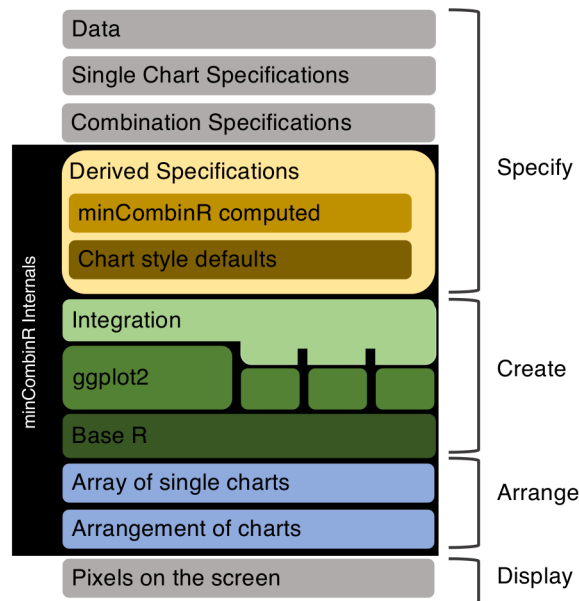 Data
Single Chart Specifications
Combination Specifications
Derived Specifications
minCombinR computed
Chart style defaults
Specify
minCombinR Internals
Integration
ggplot2
Base R
Create
Array of single charts
Arrangement of charts
Arrange
Pixels on the screen
Display